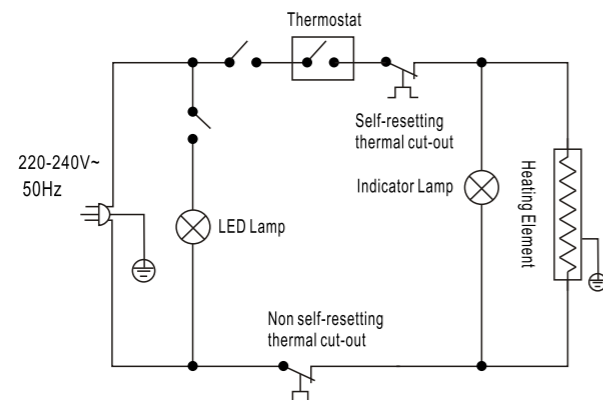 Thermostat
Self-resetting
thermal cut-out
220-240V~
50Hz
Indicator Lamp
Heating Element
LED Lamp
Non self-resetting
thermal cut-out